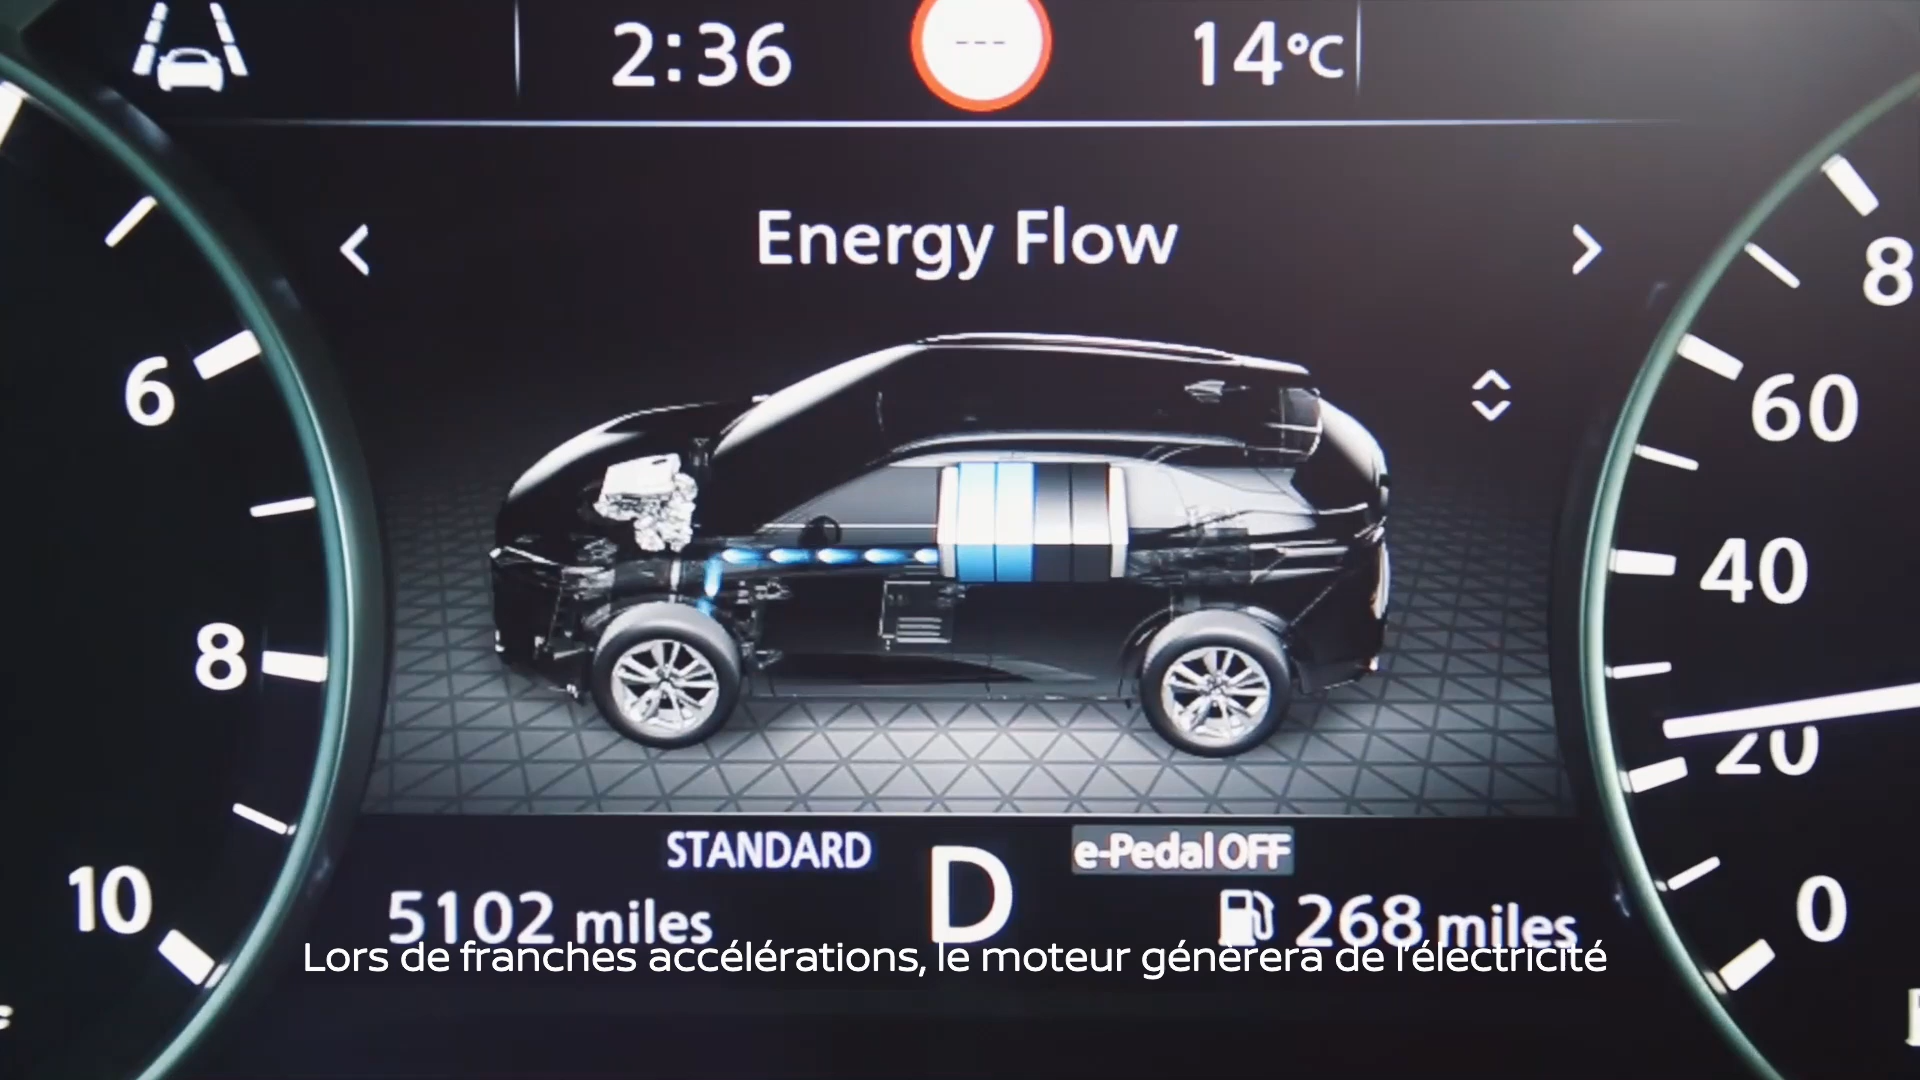 2:36
---
14°C
Energy Flow
6
8
10
8
60
40
20
0
STANDARD
D
e-Pedal OFF
5102 miles
268 miles
Lors de franches accélérations, le moteur génèrera de l'électricité